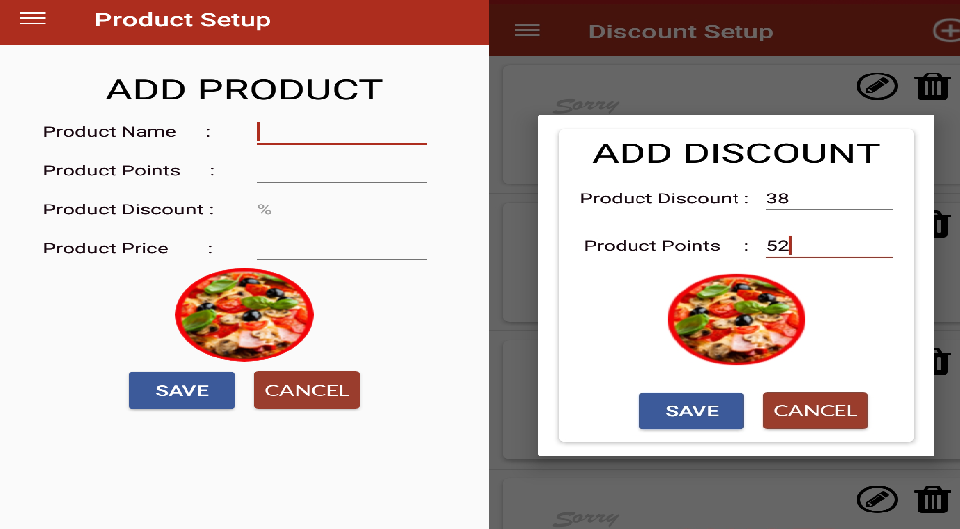 Product Setup
ADD PRODUCT
Product Name :
Product Points :
Product Discount : %
Product Price :
SAVE CANCEL
Discount Setup
Sorry
ADD DISCOUNT
Product Discount : 38
Product Points : 52
SAVE CANCEL
Sorry